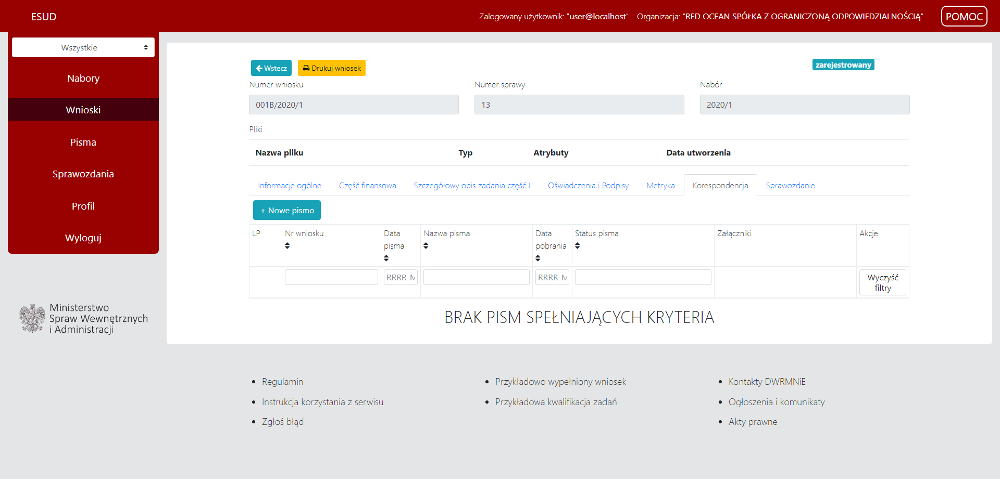 ESUD
Zalogowany użytkownik: "user@localhost" Organizacja: "RED OCEAN SPÓŁKA Z OGRANICZONĄ ODPOWIEDZIALNOŚCIĄ"
POMOC
Wszystkie
Nabory
Wnioski
Pisma
Sprawozdania
Profil
Wyloguj
Ministerstwo
Spraw Wewnętrznych
i Administracji
Wstecz
Drukuj wniosek
zarejestrowany
Numer wniosku
Numer sprawy
Nabór
001B/2020/1
13
2020/1
Pliki
Nazwa pliku
Typ
Atrybuty
Data utworzenia
Informacje ogólne
Część finansowa
Szczegółowy opis zadania część I
Oświadczenia i Podpisy
Metryka
Korespondencja
Sprawozdanie
+ Nowe pismo
LP
Nr wniosku
Data
pisma
Nazwa pisma
Data
pobrania
Status pisma
Załączniki
Akcje
RRRR-M
RRRR-M
Wyczyść
filtry
BRAK PISM SPEŁNIAJĄCYCH KRYTERIA
Regulamin
Instrukcja korzystania z serwisu
Zgłoś błąd
Przykładowo wypełniony wniosek
Przykładowa kwalifikacja zadań
Kontakty DWRMNiE
Ogłoszenia i komunikaty
Akty prawne